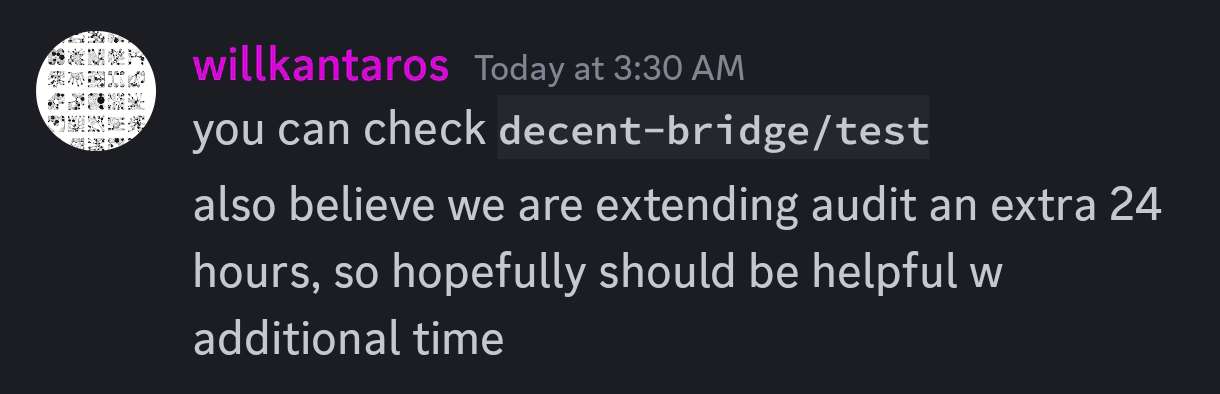 willkantaros Today at 3:30 AM
you can check decent-bridge/test
also believe we are extending audit an extra 24
hours, so hopefully should be helpful w
additional time